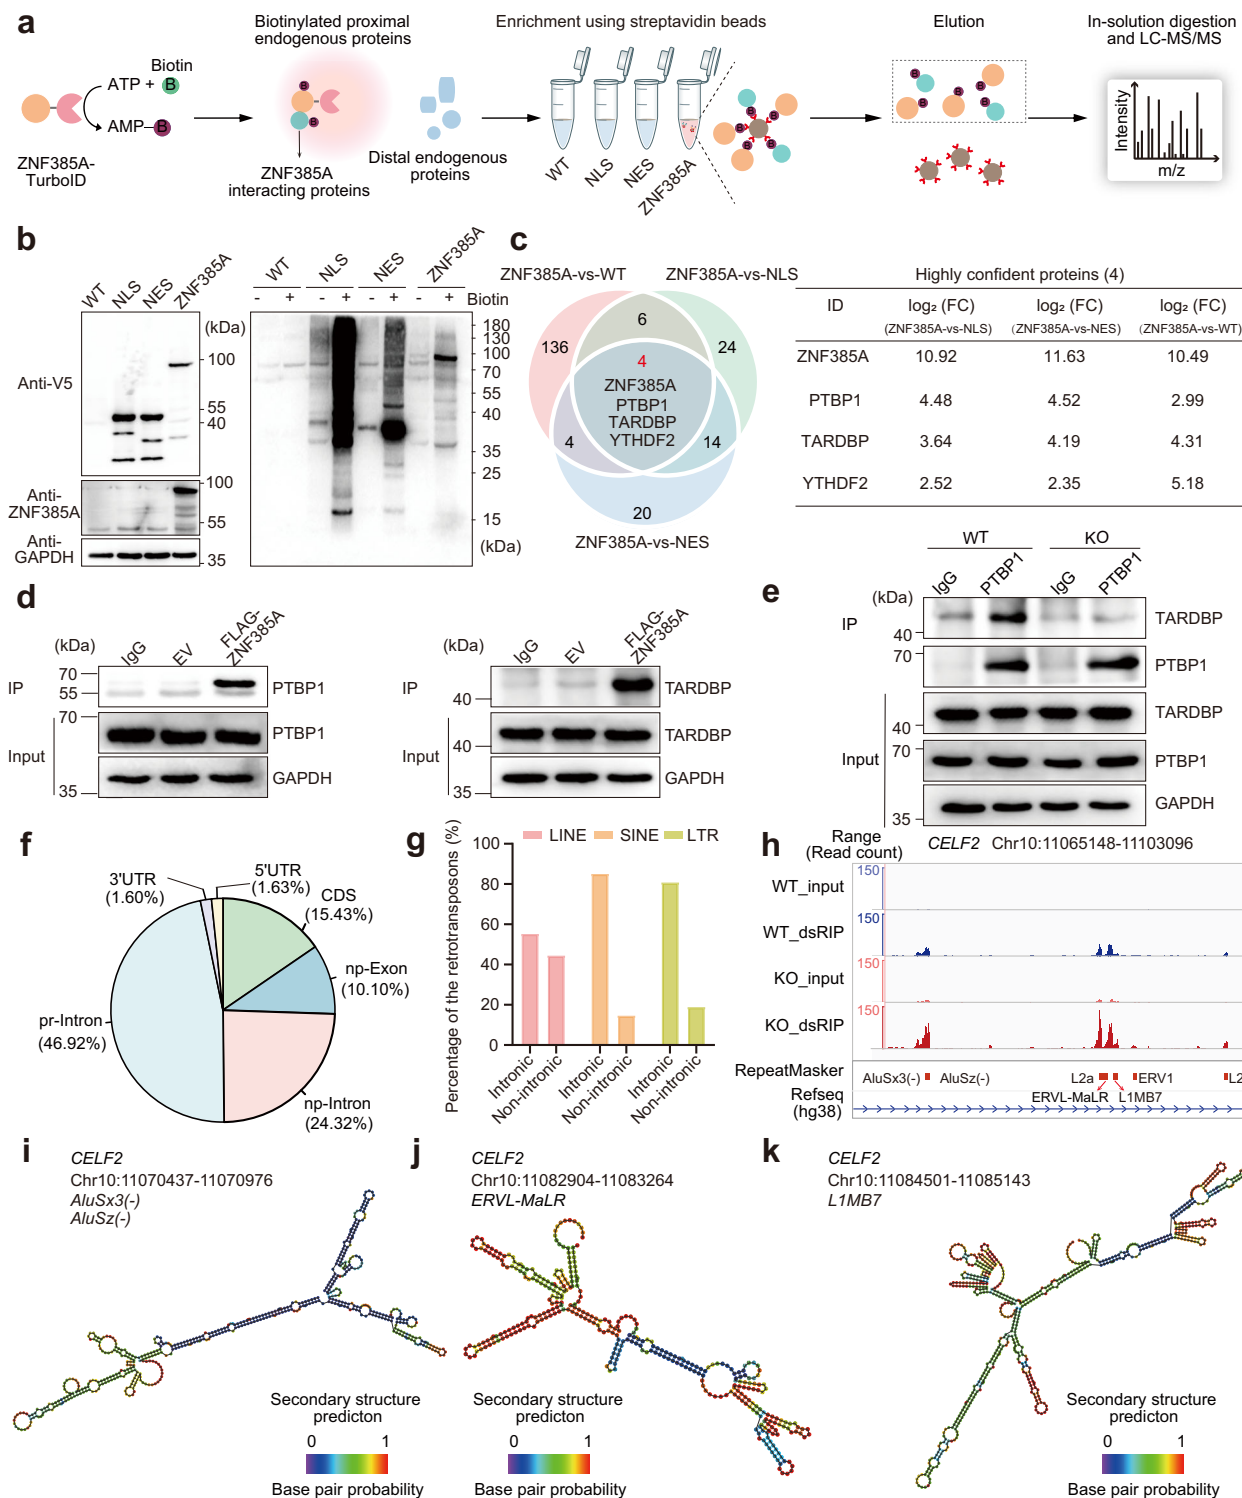 a
Biotinylated proximal
endogenous proteins
Enrichment using streptavidin beads
Elution
In-solution digestion
and LC-MS/MS
Biotin
ATP + B
AMP–B
ZNF385A-
TurboID
B
B
ZNF385A
interacting proteins
Distal endogenous
proteins
WT
NLS
NES
ZNF385A
B
B
B
B
B
B
B
B
Intensity
m/z
b
WT
NLS
NES
ZNF385A
(kDa)
Anti-V5
100
70
55
40
Anti-
ZNF385A
100
55
Anti-
GAPDH
35
WT
NLS
NES
ZNF385A
- + - + - + - + Biotin
180
130
100
70
55
40
35
25
15
(kDa)
c
ZNF385A-vs-WT
ZNF385A-vs-NLS
136
6
24
4
ZNF385A
PTBP1
TARDBP
YTHDF2
4
14
20
ZNF385A-vs-NES
Highly confident proteins (4)
ID log₂ (FC) log₂ (FC) log₂ (FC)
(ZNF385A-vs-NLS) (ZNF385A-vs-NES) (ZNF385A-vs-WT)
ZNF385A 10.92 11.63 10.49
PTBP1 4.48 4.52 2.99
TARDBP 3.64 4.19 4.31
YTHDF2 2.52 2.35 5.18
d
(kDa)
IgG
EV
FLAG-
ZNF385A
IP
70
55
PTBP1
Input
70
PTBP1
35
GAPDH
(kDa)
IgG
EV
FLAG-
ZNF385A
IP
40
TARDBP
Input
40
TARDBP
35
GAPDH
e
WT
KO
(kDa)
IgG
PTBP1
IgG
PTBP1
IP
40
TARDBP
70
PTBP1
Input
40
TARDBP
70
PTBP1
35
GAPDH
f
3'UTR
(1.60%)
5'UTR
(1.63%)
CDS
(15.43%)
np-Exon
(10.10%)
pr-Intron
(46.92%)
np-Intron
(24.32%)
g
LINE SINE LTR
Percentage of the retrotransposons (%)
100
80
60
40
20
0
Intronic
Non-intronic
Intronic
Non-intronic
Intronic
Non-intronic
h
Range
(Read count)
CELF2 Chr10:11065148-11103096
WT_input
150
WT_dsRIP
150
KO_input
150
KO_dsRIP
150
RepeatMasker
AluSx3(-) AluSz(-) L2a ERV1 L2
ERVL-MaLR L1MB7
Refseq
(hg38)
i
CELF2
Chr10:11070437-11070976
AluSx3(-)
AluSz(-)
Secondary structure
predicton
0 1
Base pair probability
j
CELF2
Chr10:11082904-11083264
ERVL-MaLR
Secondary structure
predicton
0 1
Base pair probability
k
CELF2
Chr10:11084501-11085143
L1MB7
Secondary structure
predicton
0 1
Base pair probability